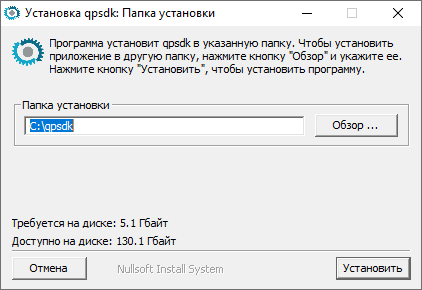 Установка qpsdk: Папка установки
Программа установит qpsdk в указанную папку. Чтобы установить
приложение в другую папку, нажмите кнопку "Обзор" и укажите ее.
Нажмите кнопку "Установить", чтобы установить программу.
Папка установки
C:\qpsdk
Обзор ...
Требуется на диске: 5.1 Гбайт
Доступно на диске: 130.1 Гбайт
Отмена
Nullsoft Install System
Установить